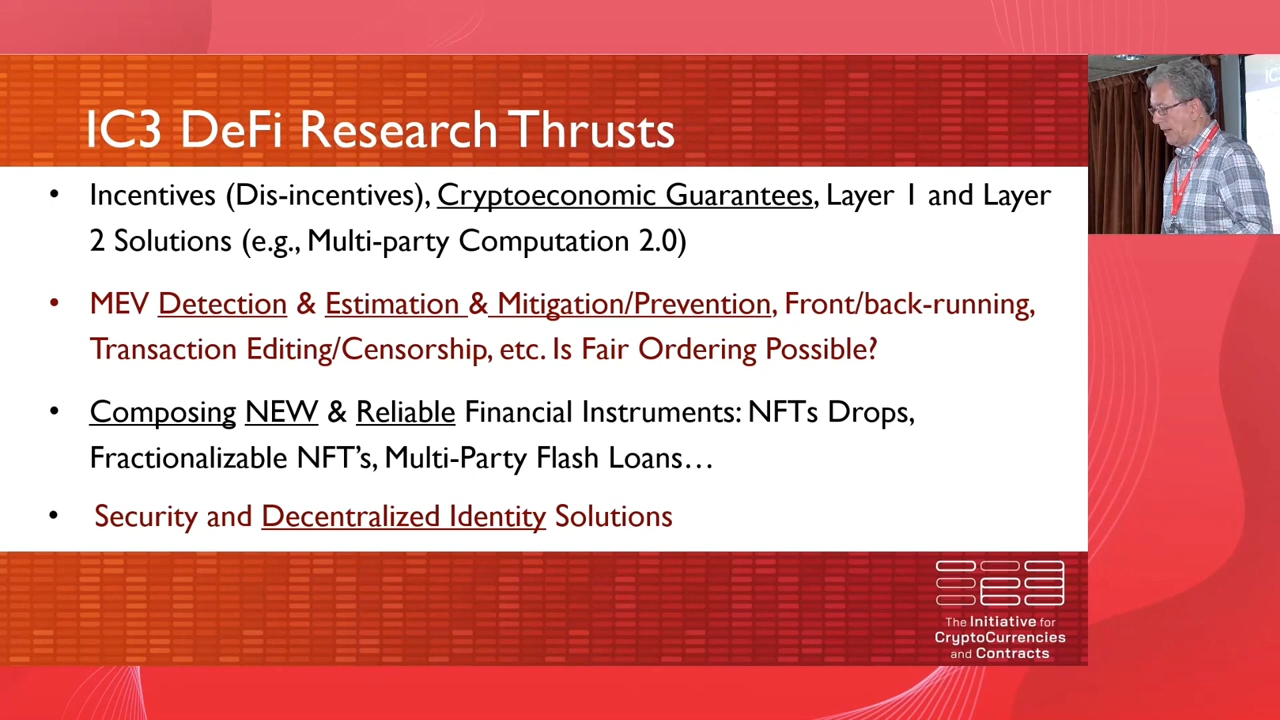 IC3 DeFi Research Thrusts
• Incentives (Dis-incentives), Cryptoeconomic Guarantees, Layer 1 and Layer
2 Solutions (e.g., Multi-party Computation 2.0)
• MEV Detection & Estimation & Mitigation/Prevention, Front/back-running,
Transaction Editing/Censorship, etc. Is Fair Ordering Possible?
• Composing NEW & Reliable Financial Instruments: NFTs Drops,
Fractionalizable NFT’s, Multi-Party Flash Loans…
• Security and Decentralized Identity Solutions
The Initiative for
CryptoCurrencies
and Contracts